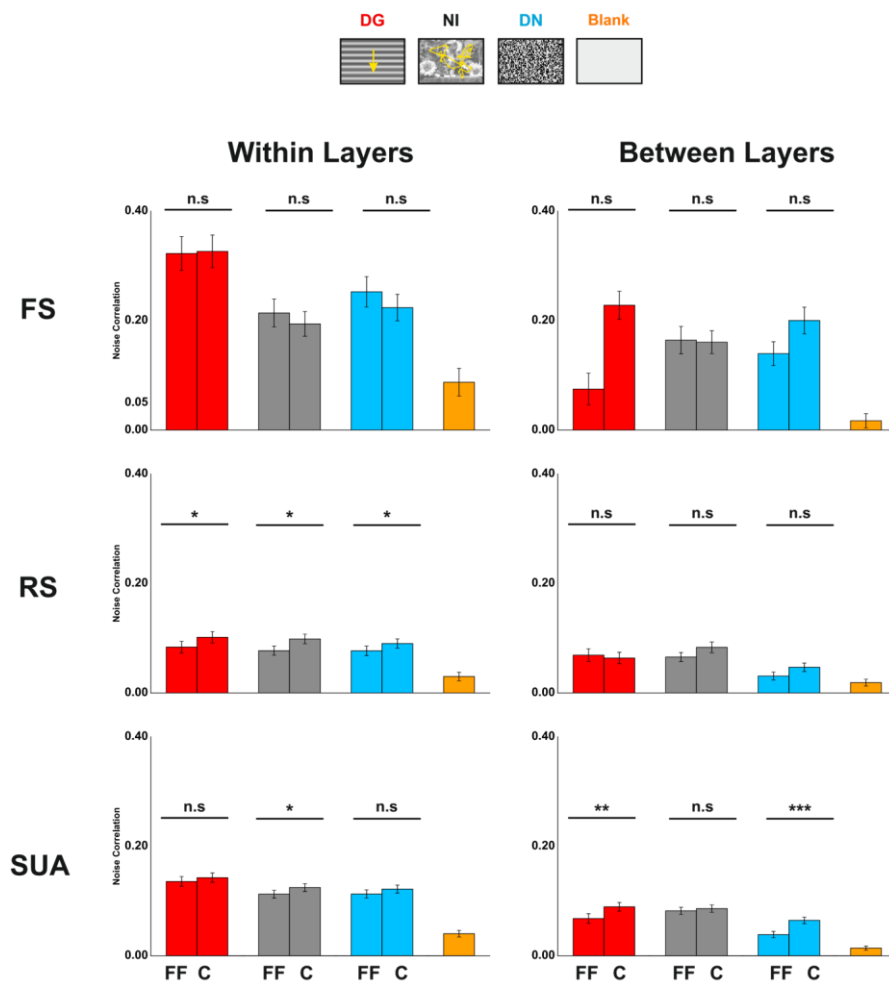 DG NI DN Blank
Within Layers Between Layers
FS
n.s n.s n.s
0.40
0.20
0.05
0.00
Noise Correlation
n.s n.s n.s
0.40
0.20
0.00
RS
* * *
0.40
0.20
0.00
Noise Correlation
n.s n.s n.s
0.40
0.20
0.00
SUA
n.s * n.s
0.40
0.20
0.00
Noise Correlation
FF C FF C FF C
** n.s ***
0.40
0.20
0.00
FF C FF C FF C